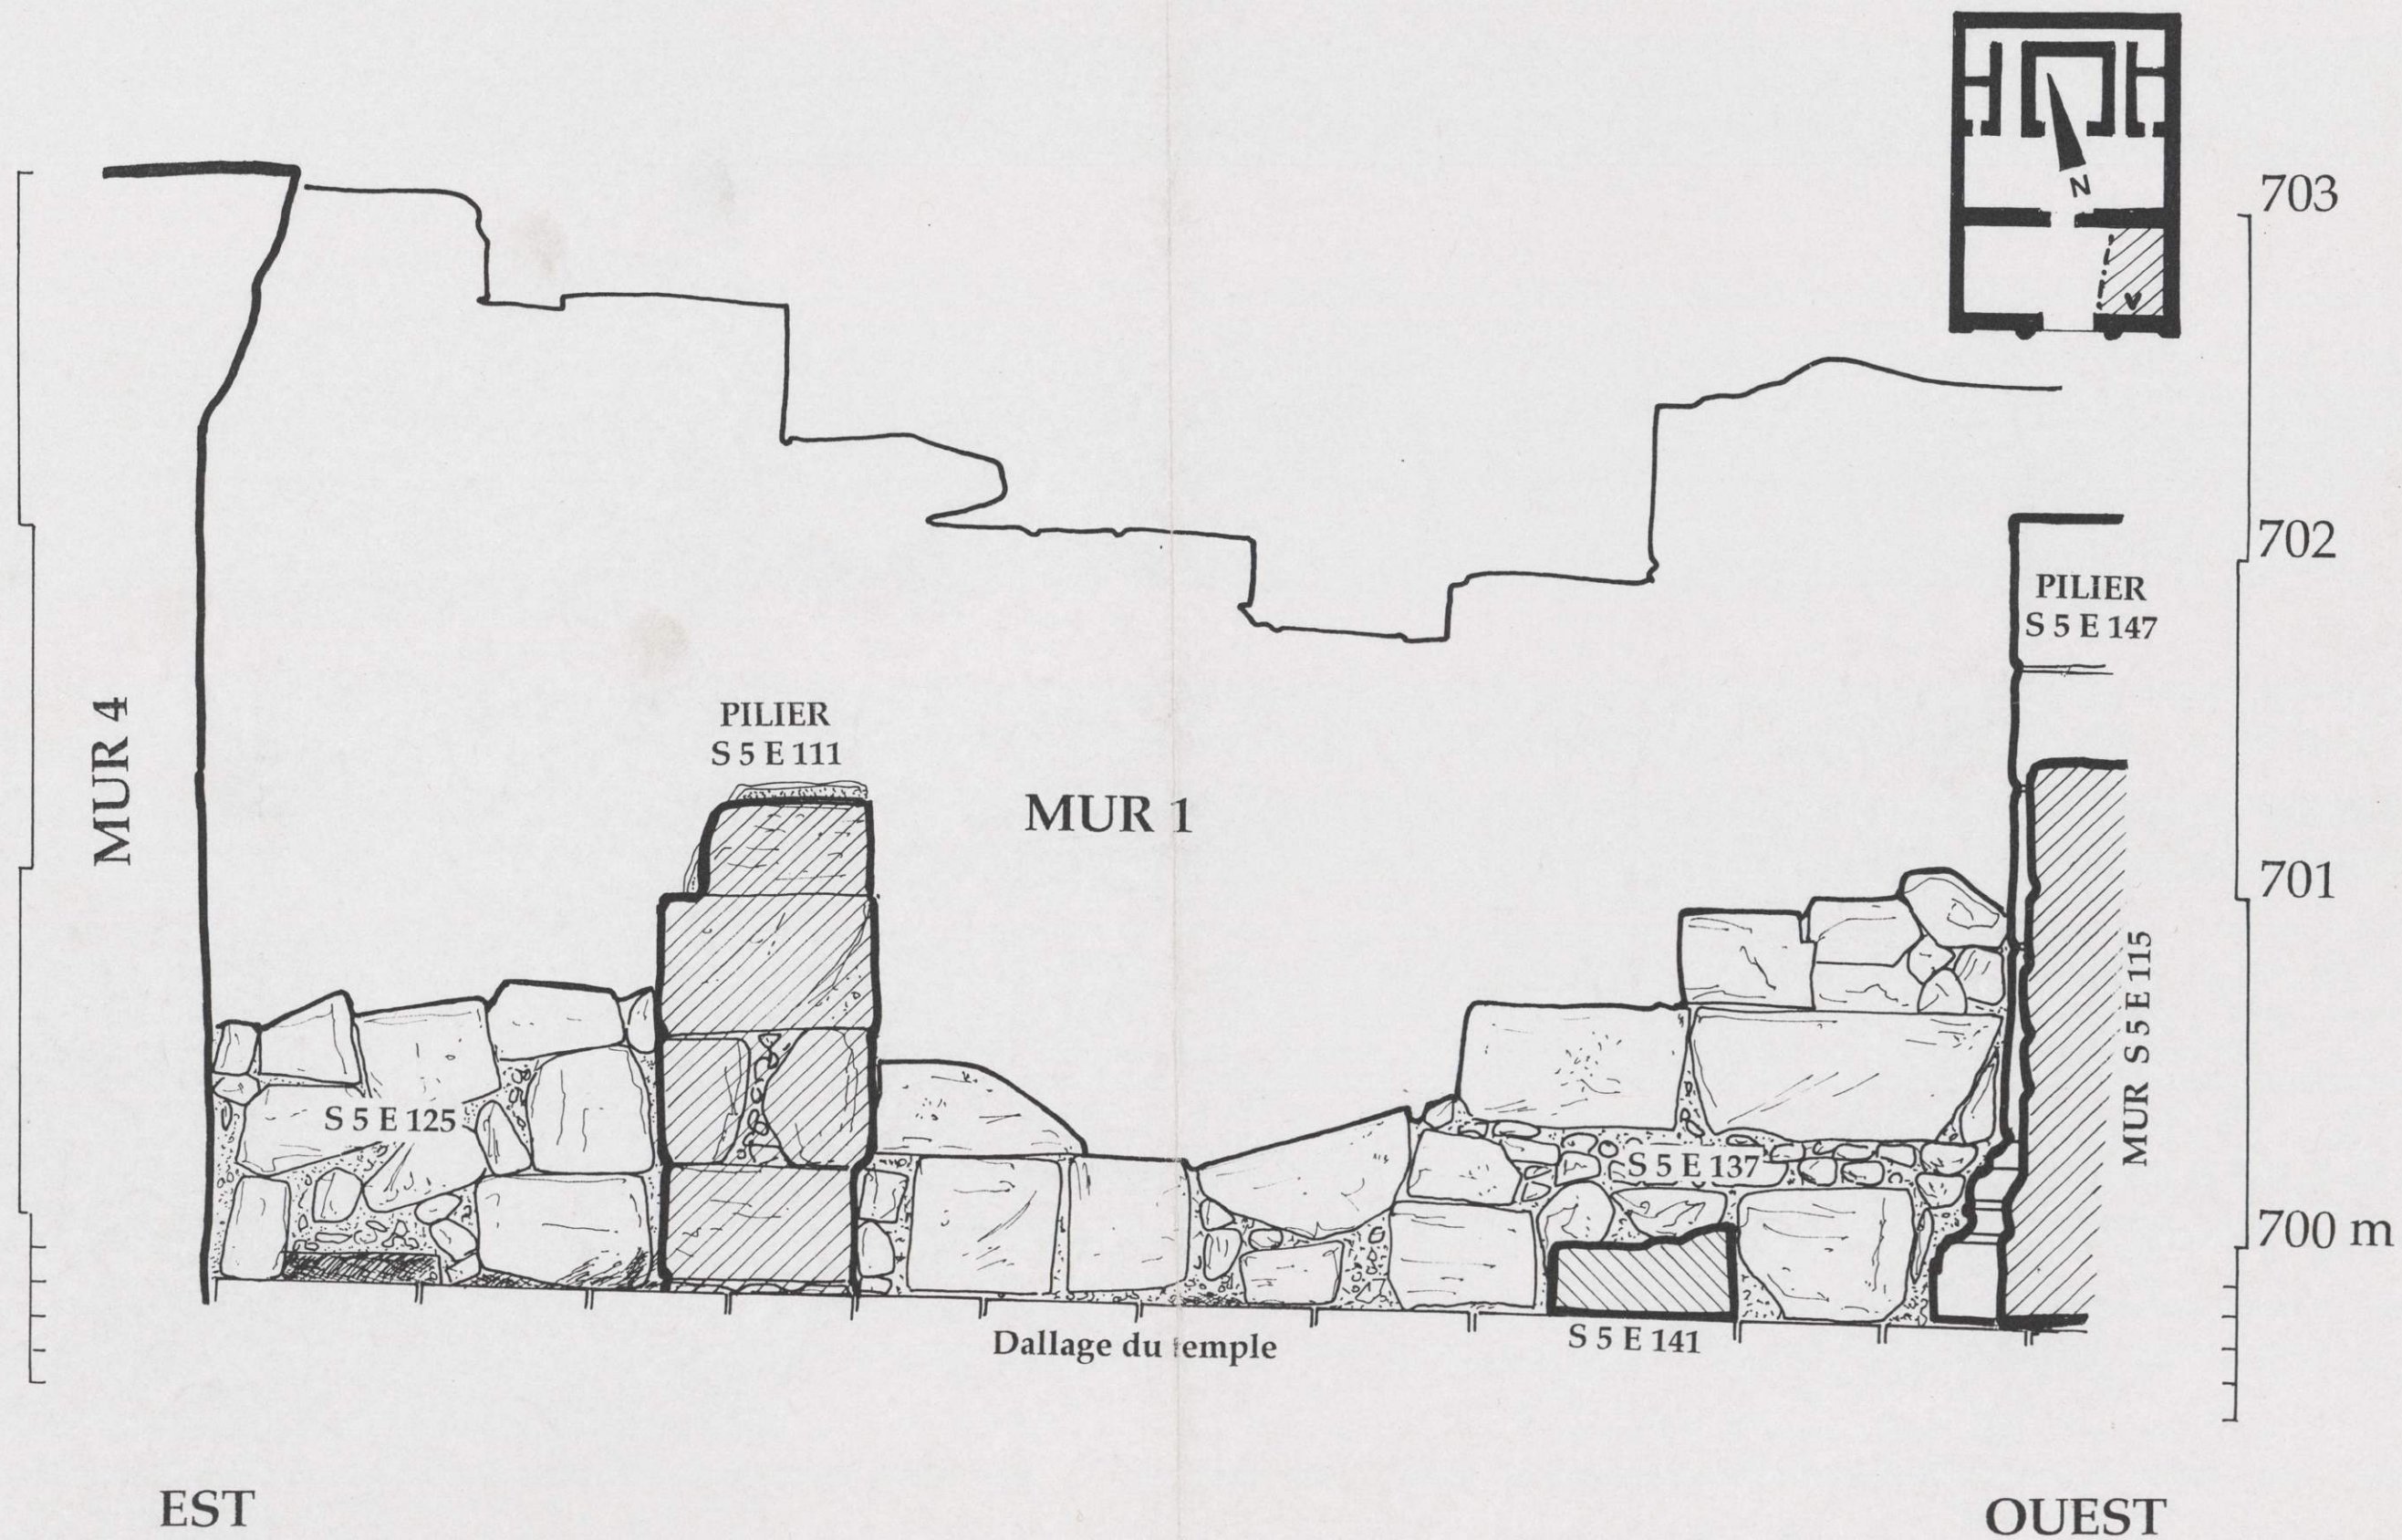 N
703
702
PILIER
S 5 E 147
MUR 4
PILIER
S 5 E 111
MUR 1
701
MUR S 5 E 115
S 5 E 125
S 5 E 137
700 m
Dallage du temple
S 5 E 141
EST
OUEST